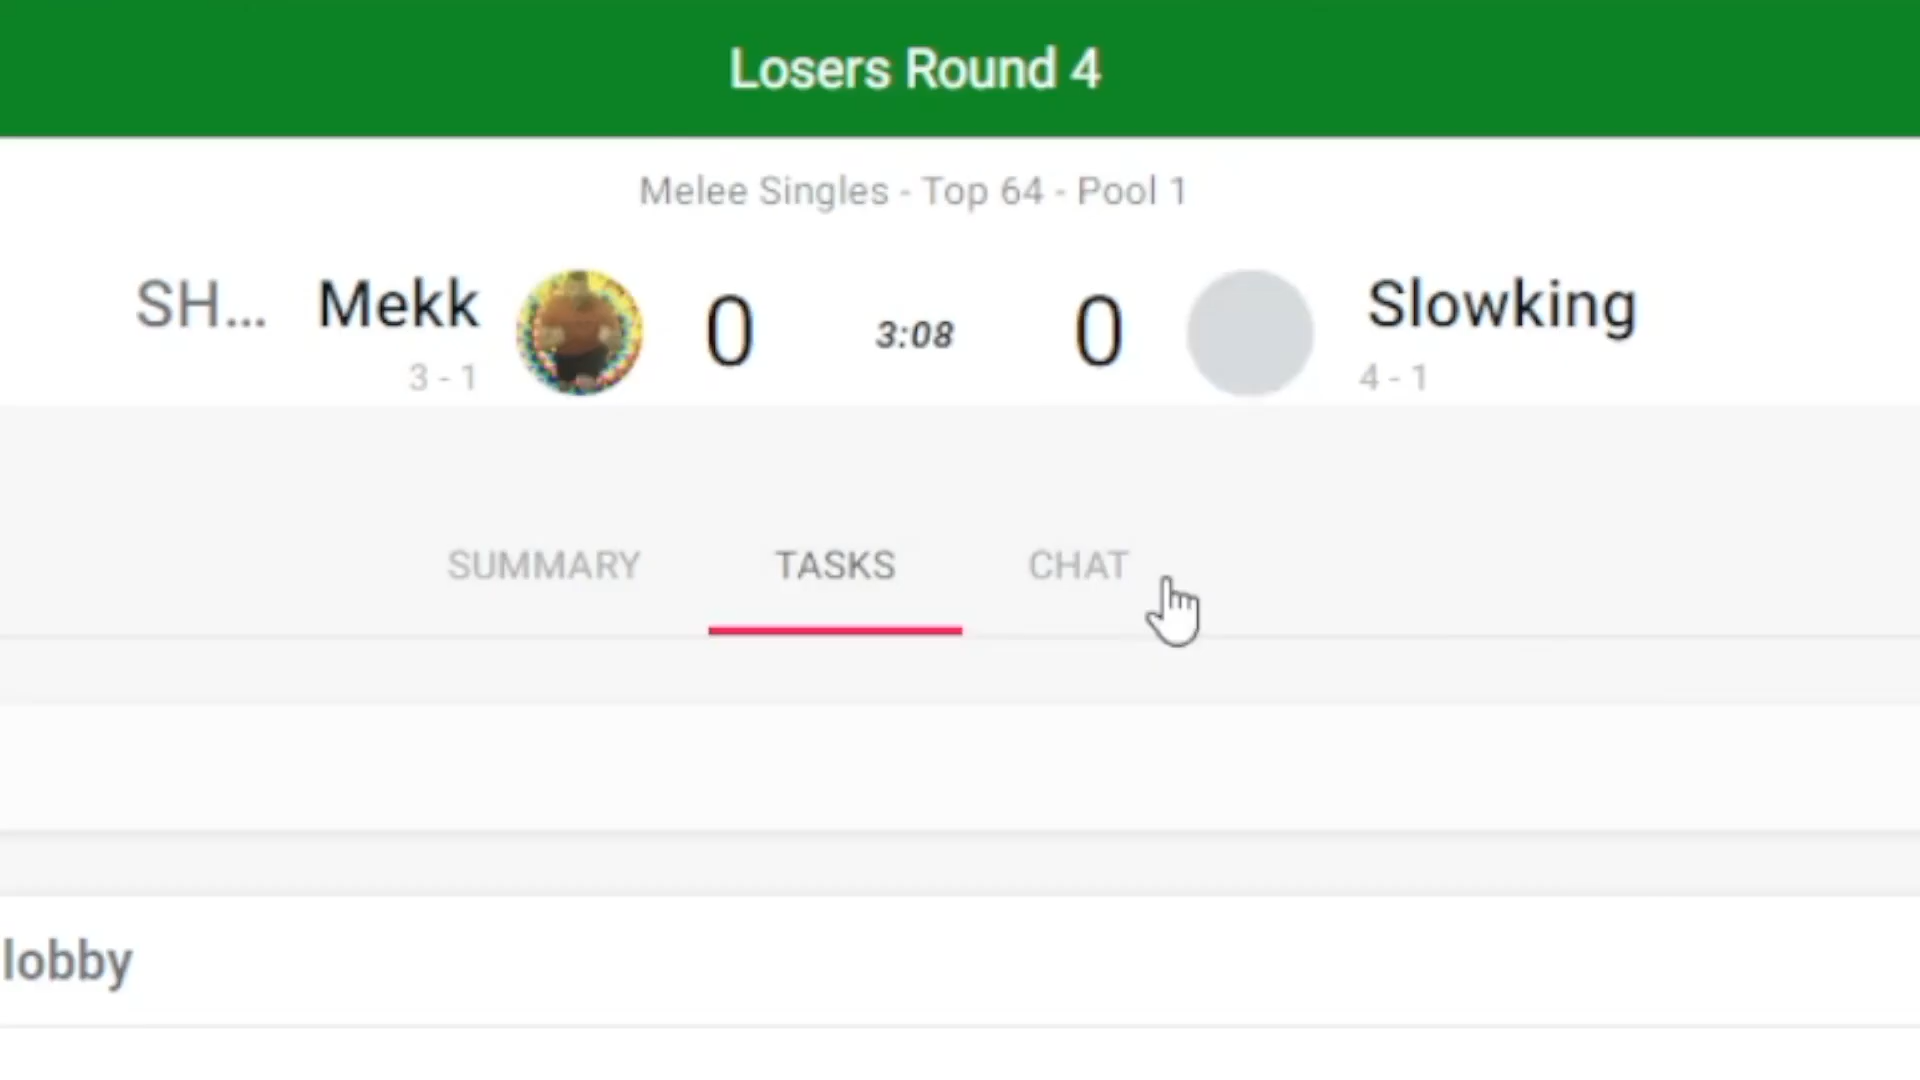 Losers Round 4
Melee Singles - Top 64 - Pool 1
SH... Mekk 0 3:08 0 Slowking
3 - 1 4 - 1
SUMMARY TASKS CHAT
lobby